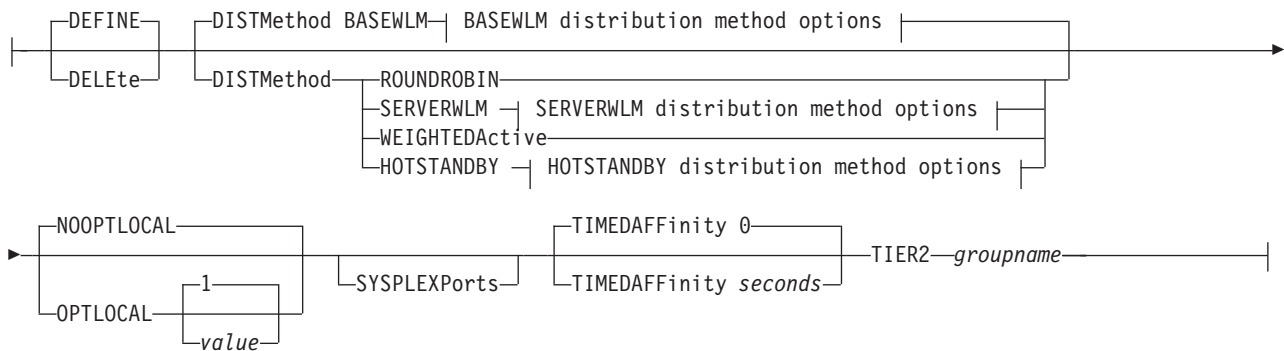 DEFINE
DISTMethod BASEWLM BASEWLM distribution method options
DELEte
DISTMethod ROUNDROBIN
SERVERWLM SERVERWLM distribution method options
WEIGHTEDActive
HOTSTANDBY HOTSTANDBY distribution method options
NOOPTLOCAL
TIMEDAFFinity 0
TIER2 groupname
SYSPLEXPorts
TIMEDAFFinity seconds
OPTLOCAL 1
value